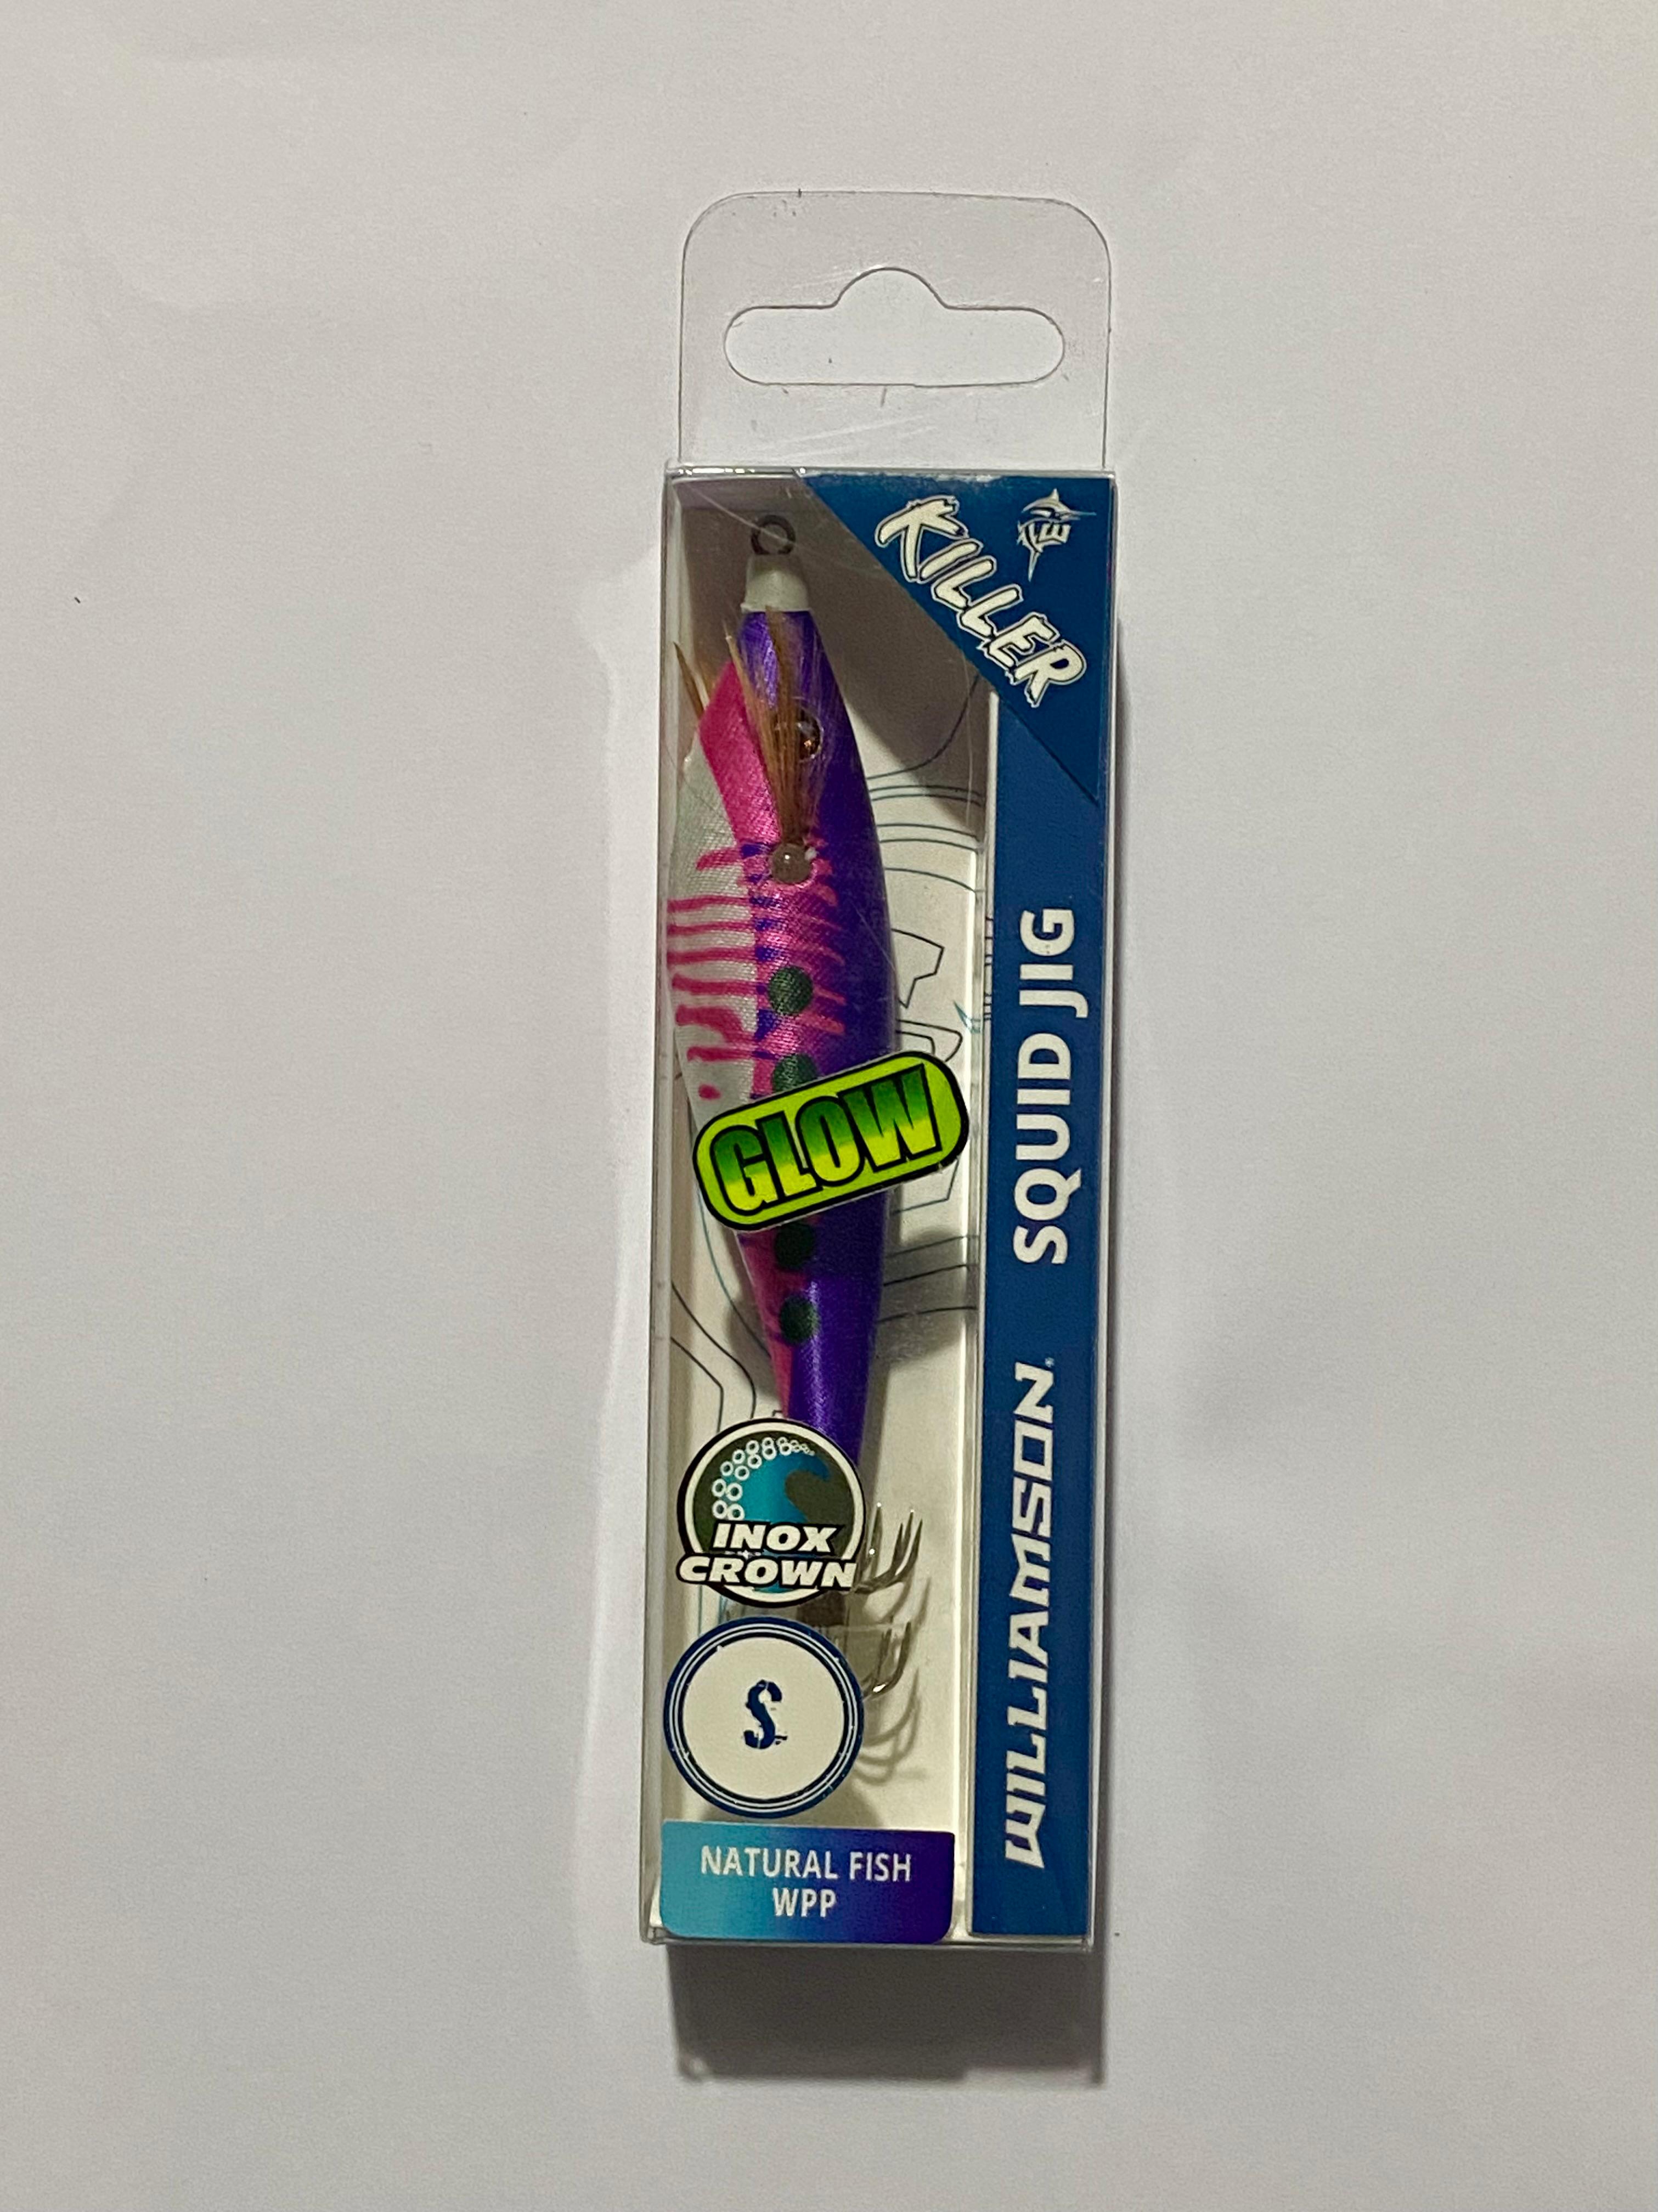 KILLER
SQUID JIG
WILLIAMSON®
GLOW
INOX
CROWN
S
NATURAL FISH
WPP